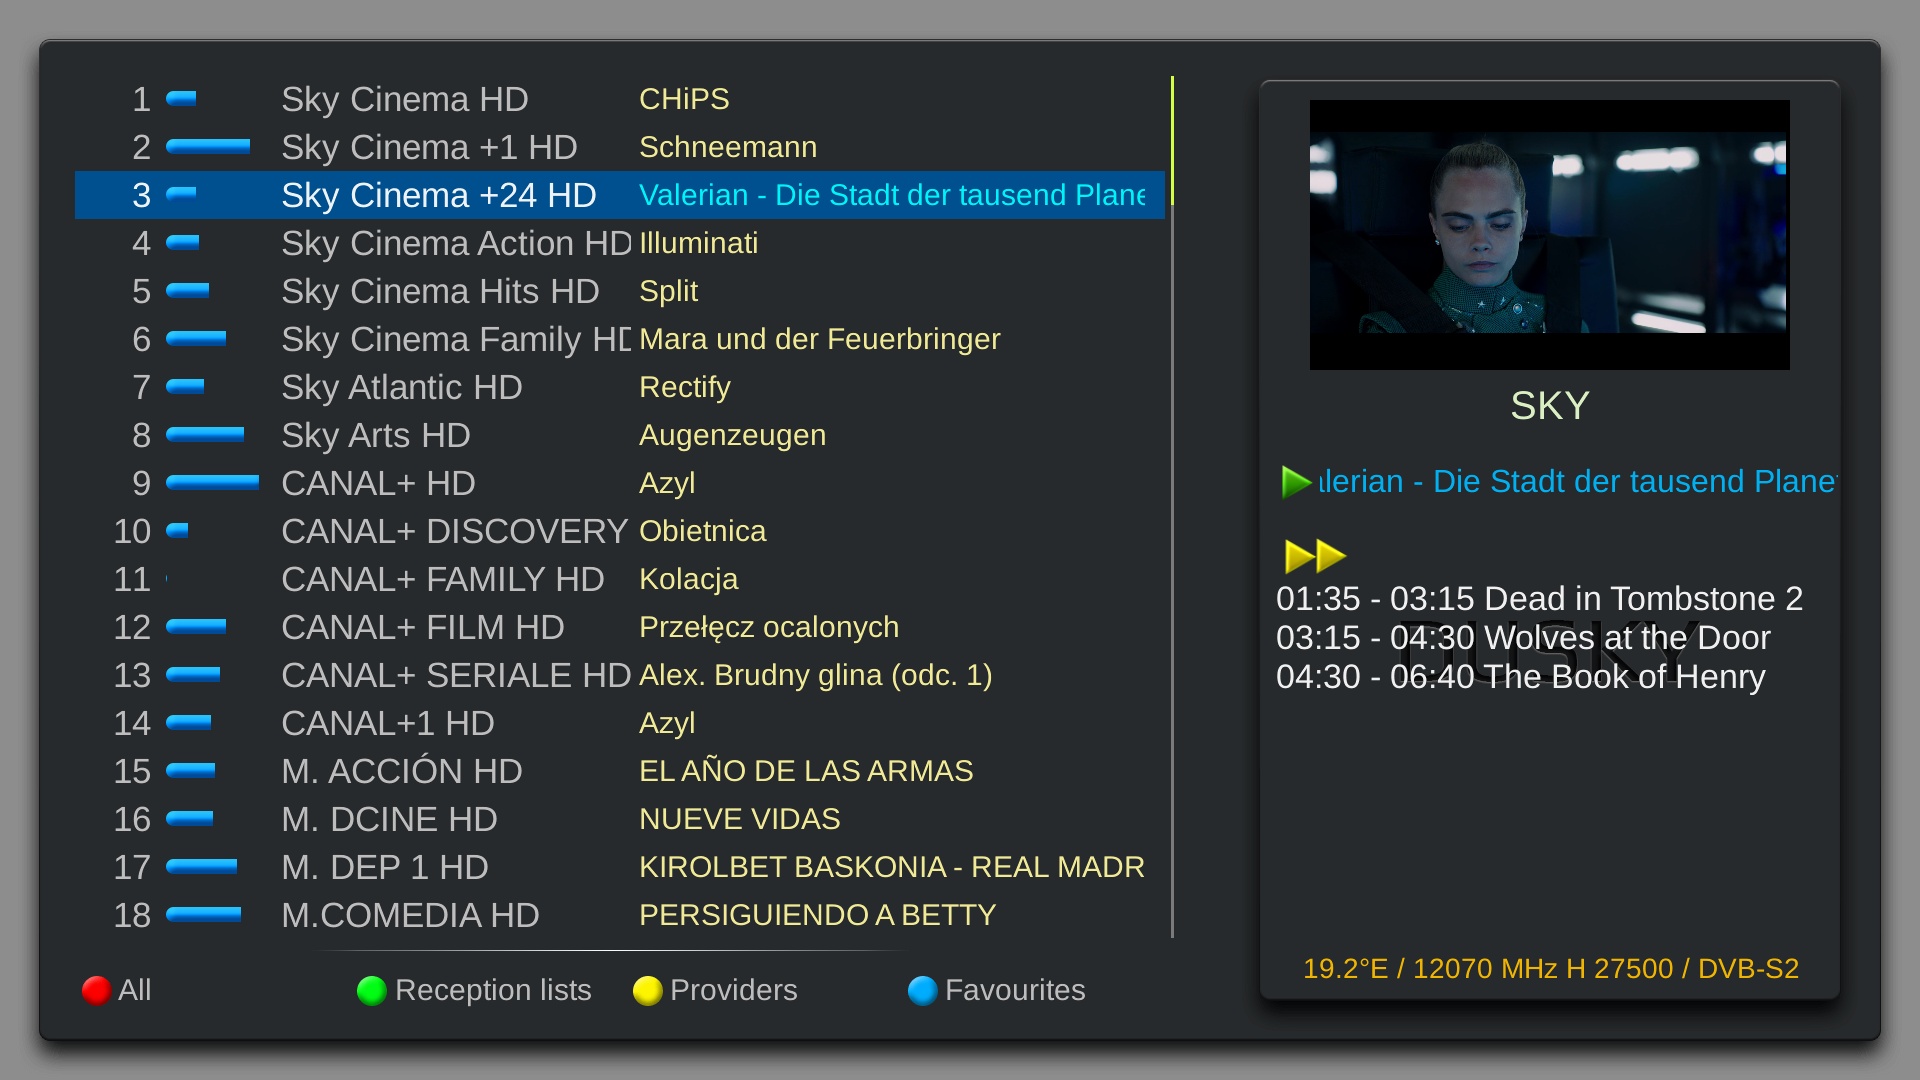 1 Sky Cinema HD CHiPS
2 Sky Cinema +1 HD Schneemann
3 Sky Cinema +24 HD Valerian - Die Stadt der tausend Plane
4 Sky Cinema Action HD Illuminati
5 Sky Cinema Hits HD Split
6 Sky Cinema Family HD Mara und der Feuerbringer
7 Sky Atlantic HD Rectify
8 Sky Arts HD Augenzeugen
9 CANAL+ HD Azyl
10 CANAL+ DISCOVERY Obietnica
11 CANAL+ FAMILY HD Kolacja
12 CANAL+ FILM HD Przełęcz ocalonych
13 CANAL+ SERIALE HD Alex. Brudny glina (odc. 1)
14 CANAL+1 HD Azyl
15 M. ACCIÓN HD EL AÑO DE LAS ARMAS
16 M. DCINE HD NUEVE VIDAS
17 M. DEP 1 HD KIROLBET BASKONIA - REAL MADR
18 M.COMEDIA HD PERSIGUIENDO A BETTY
All Reception lists Providers Favourites
SKY
alerian - Die Stadt der tausend Planet
01:35 - 03:15 Dead in Tombstone 2
03:15 - 04:30 Wolves at the Door
04:30 - 06:40 The Book of Henry
DUSKY
19.2°E / 12070 MHz H 27500 / DVB-S2